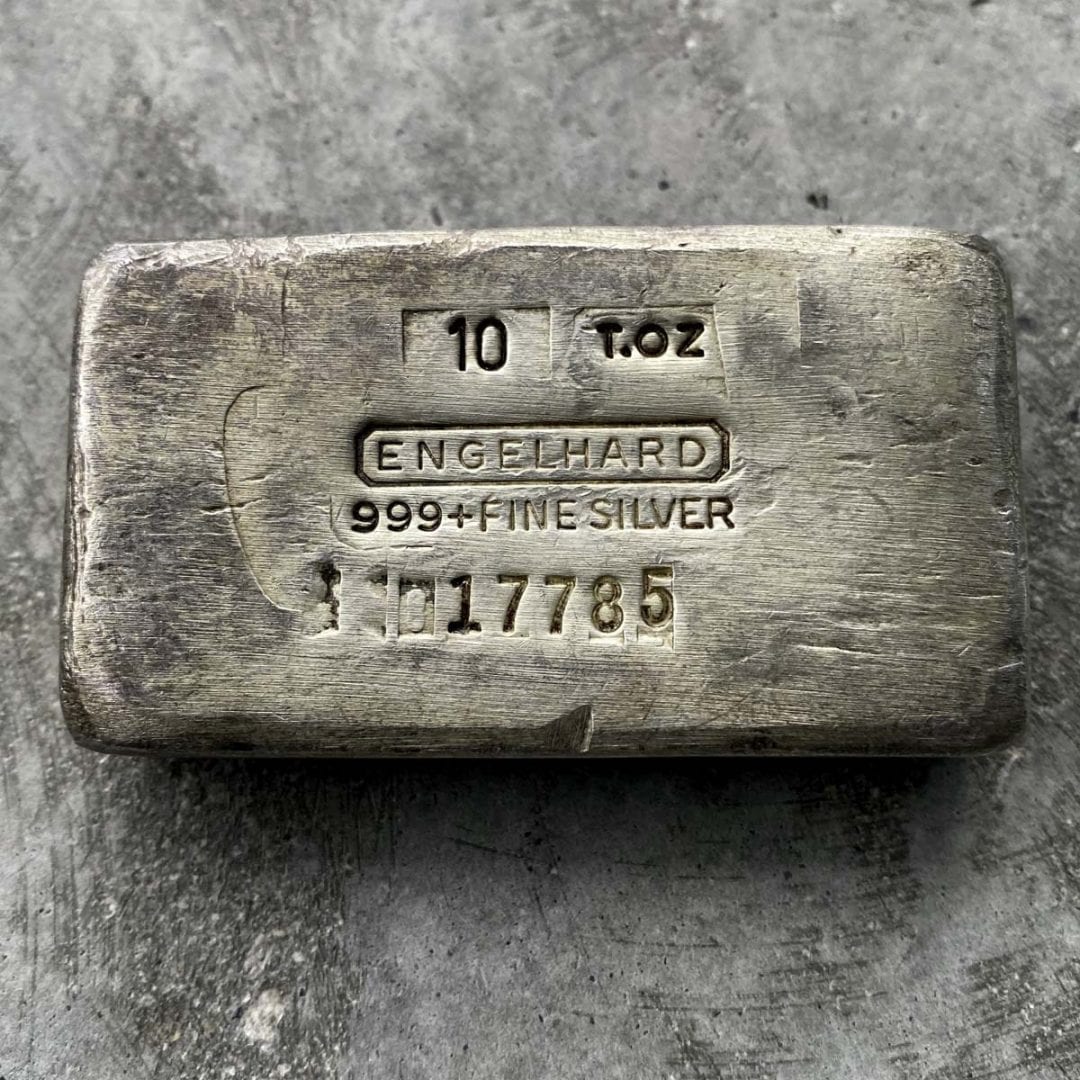 10 T.OZ
ENGELHARD
999+ FINE SILVER
17785